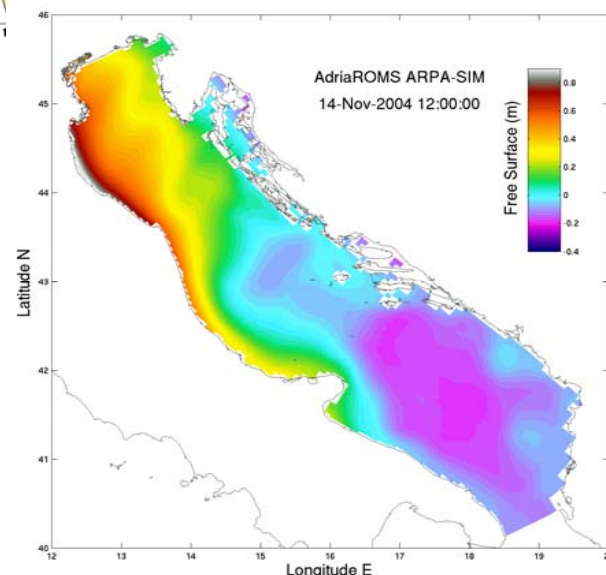 AdriaROMS ARPA-SIM
14-Nov-2004 12:00:00
Free Surface (m)
0.8
0.6
0.4
0.2
0
-0.2
-0.4
Latitude N
46
45
44
43
42
41
40
12 13 14 15 16 17 18 19
Longitude E